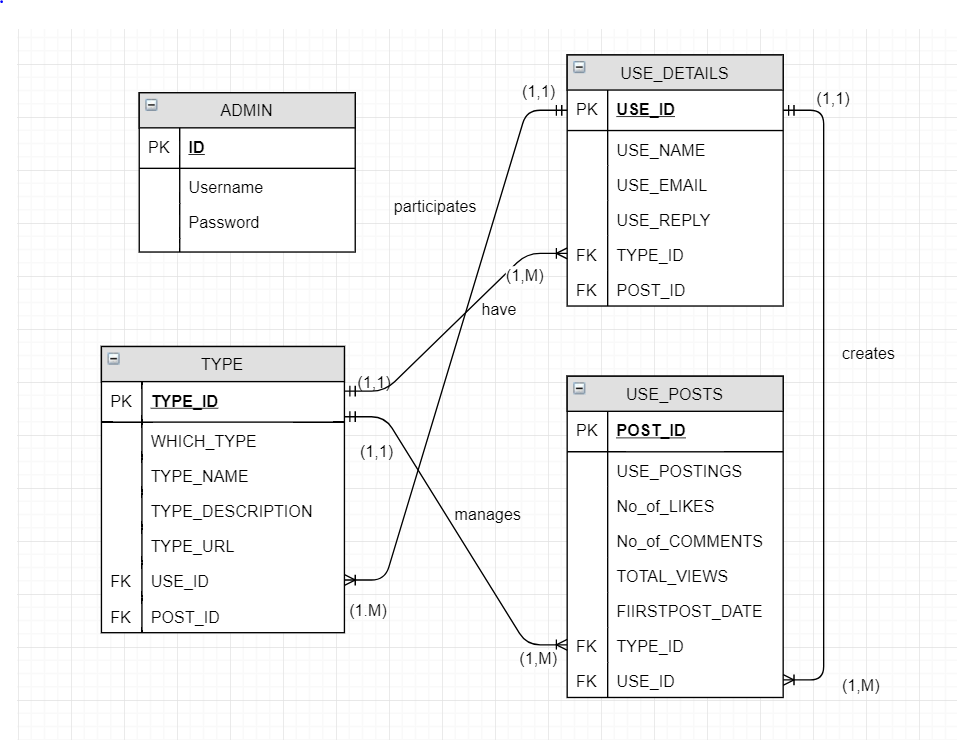 ADMIN
PK ID
Username
Password
USE_DETAILS
PK USE_ID
USE_NAME
USE_EMAIL
USE_REPLY
FK TYPE_ID
FK POST_ID
(1,1)
(1,1)
participates
(1,M)
have
creates
TYPE
PK TYPE_ID
WHICH_TYPE
TYPE_NAME
TYPE_DESCRIPTION
TYPE_URL
FK USE_ID
FK POST_ID
(1,1)
(1,1)
manages
(1.M)
(1,M)
USE_POSTS
PK POST_ID
USE_POSTINGS
No_of_LIKES
No_of_COMMENTS
TOTAL_VIEWS
FIIRSTPOST_DATE
FK TYPE_ID
FK USE_ID
(1,M)